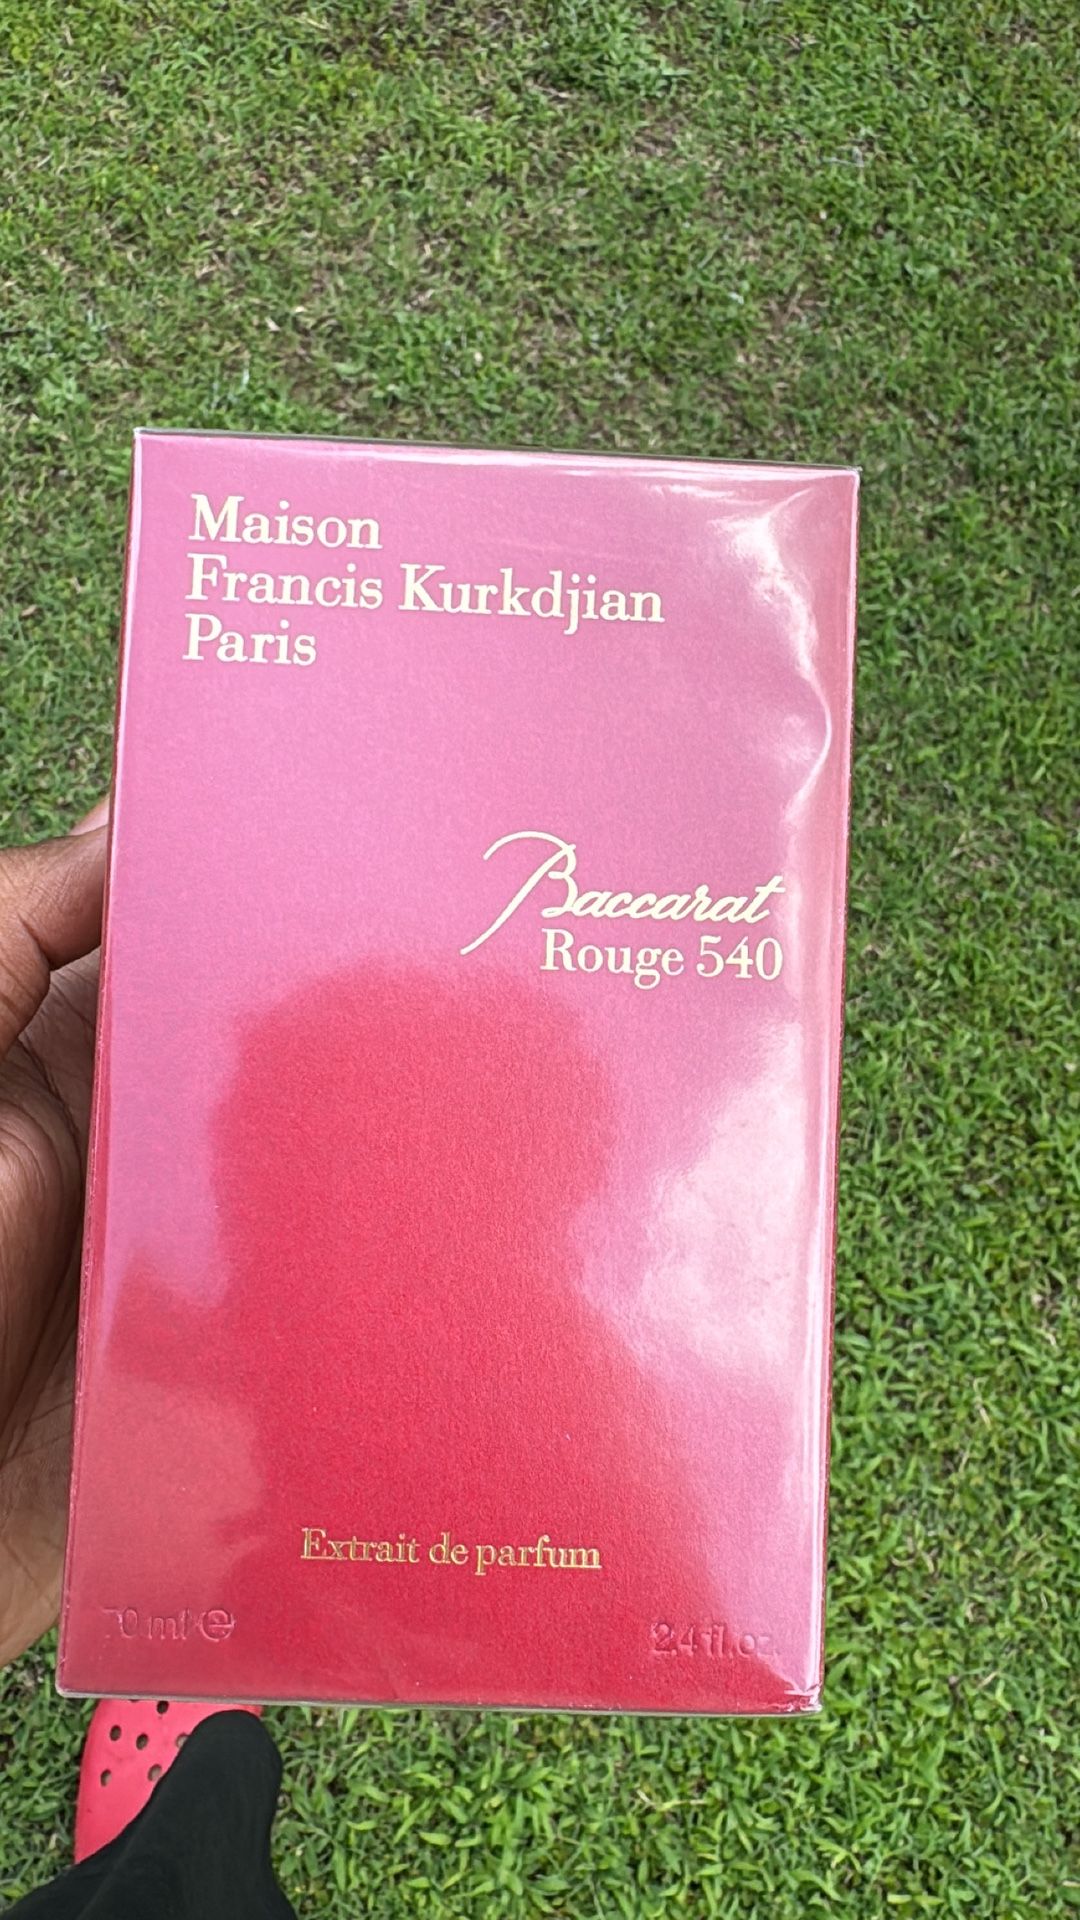 Maison
Francis Kurkdjian
Paris
Baccarat
Rouge 540
Extrait de parfum
70 ml ℮ 2.4 fl.oz.